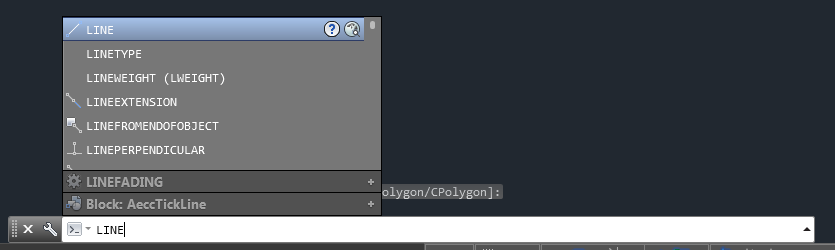 LINE
LINETYPE
LINEWEIGHT (LWEIGHT)
LINEEXTENSION
LINEFROMENDOFOBJECT
LINEPERPENDICULAR
LINEFADING
+
Block: AeccTickLine
+
olygon/CPolygon]:
LINE